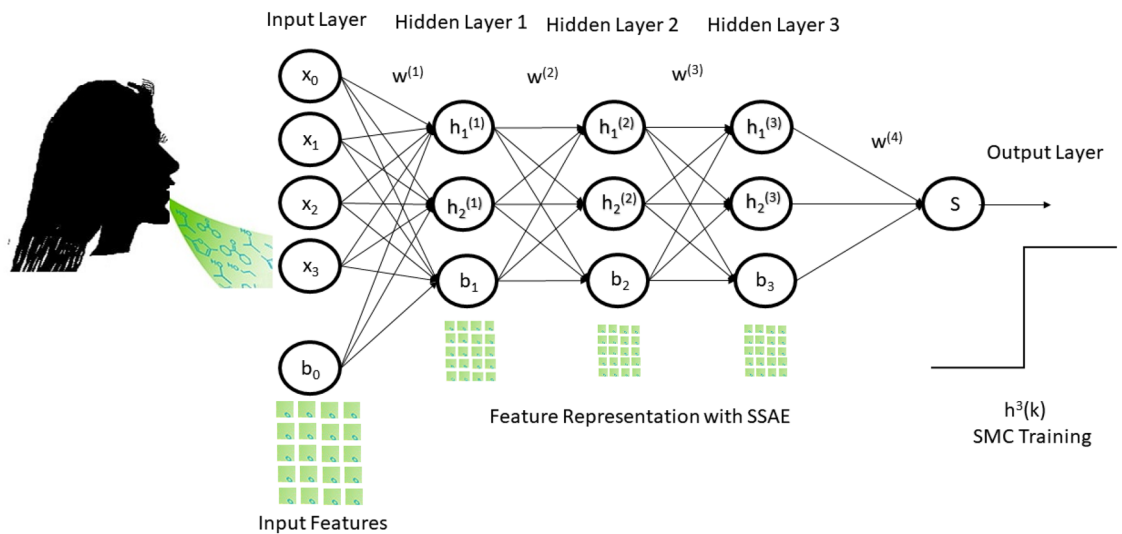 Input Layer
Hidden Layer 1
Hidden Layer 2
Hidden Layer 3
x₀
w⁽¹⁾
w⁽²⁾
w⁽³⁾
x₁
h₁⁽¹⁾
h₁⁽²⁾
h₁⁽³⁾
w⁽⁴⁾
Output Layer
x₂
h₂⁽¹⁾
h₂⁽²⁾
h₂⁽³⁾
S
x₃
b₁
b₂
b₃
b₀
Feature Representation with SSAE
h³(k)
SMC Training
Input Features